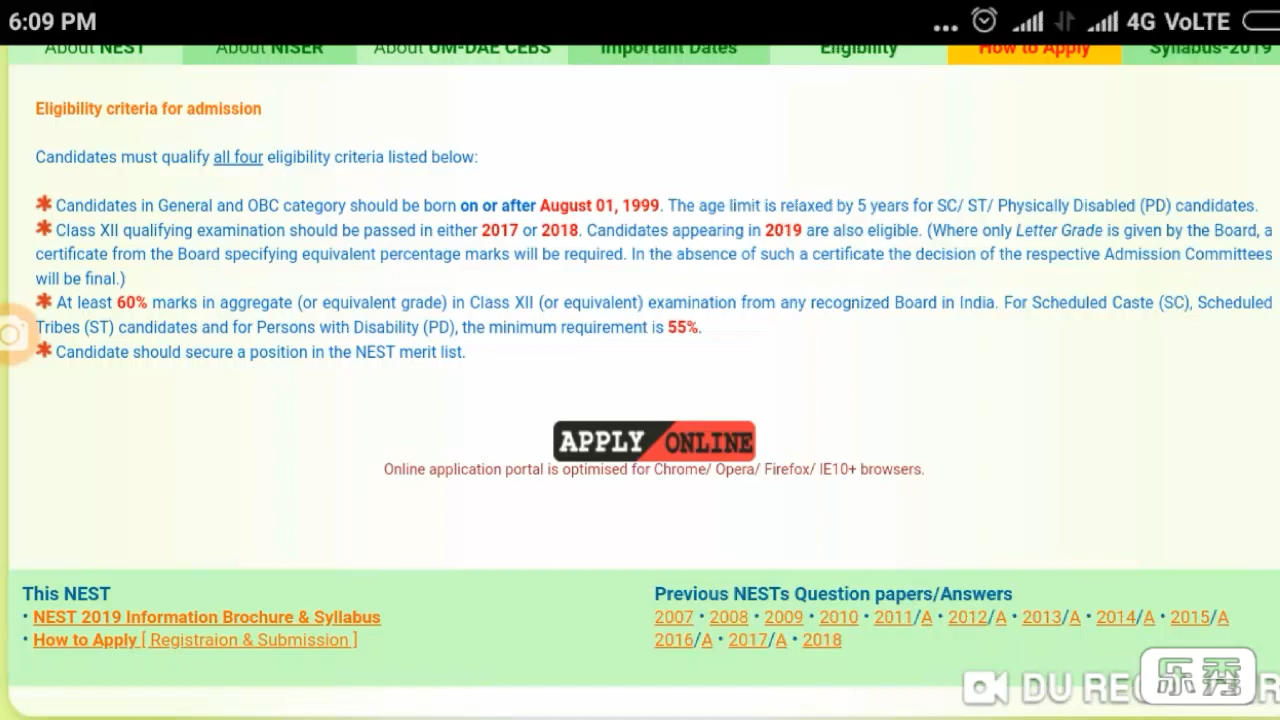 6:09 PM
... 4G VoLTE
About NEST About NISER About UM-DAE CEBS Important Dates Eligibility How to Apply Syllabus-2019
Eligibility criteria for admission
Candidates must qualify all four eligibility criteria listed below:
✱ Candidates in General and OBC category should be born on or after August 01, 1999. The age limit is relaxed by 5 years for SC/ ST/ Physically Disabled (PD) candidates.
✱ Class XII qualifying examination should be passed in either 2017 or 2018. Candidates appearing in 2019 are also eligible. (Where only Letter Grade is given by the Board, a
certificate from the Board specifying equivalent percentage marks will be required. In the absence of such a certificate the decision of the respective Admission Committees
will be final.)
✱ At least 60% marks in aggregate (or equivalent grade) in Class XII (or equivalent) examination from any recognized Board in India. For Scheduled Caste (SC), Scheduled
Tribes (ST) candidates and for Persons with Disability (PD), the minimum requirement is 55%.
✱ Candidate should secure a position in the NEST merit list.
APPLY ONLINE
Online application portal is optimised for Chrome/ Opera/ Firefox/ IE10+ browsers.
This NEST
• NEST 2019 Information Brochure & Syllabus
• How to Apply [ Registraion & Submission ]
Previous NESTs Question papers/Answers
2007 • 2008 • 2009 • 2010 • 2011/A • 2012/A • 2013/A • 2014/A • 2015/A
2016/A • 2017/A • 2018
DU RE
乐秀